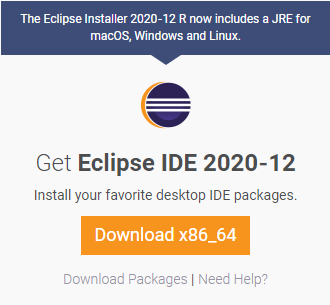 The Eclipse Installer 2020-12 R now includes a JRE for
macOS, Windows and Linux.
Get Eclipse IDE 2020-12
Install your favorite desktop IDE packages.
Download x86_64
Download Packages | Need Help?